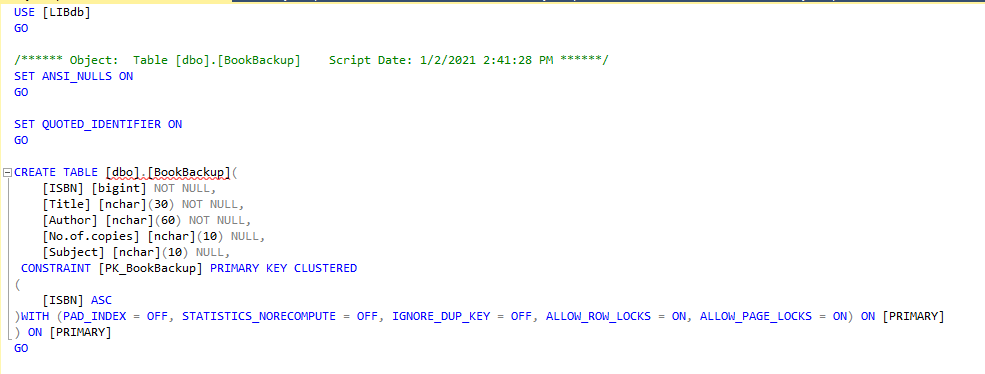 USE [LIBdb]
GO
/****** Object:  Table [dbo].[BookBackup]    Script Date: 1/2/2021 2:41:28 PM ******/
SET ANSI_NULLS ON
GO
SET QUOTED_IDENTIFIER ON
GO
CREATE TABLE [dbo].[BookBackup](
    [ISBN] [bigint] NOT NULL,
    [Title] [nchar](30) NOT NULL,
    [Author] [nchar](60) NOT NULL,
    [No.of.copies] [nchar](10) NULL,
    [Subject] [nchar](10) NULL,
 CONSTRAINT [PK_BookBackup] PRIMARY KEY CLUSTERED
(
    [ISBN] ASC
)WITH (PAD_INDEX = OFF, STATISTICS_NORECOMPUTE = OFF, IGNORE_DUP_KEY = OFF, ALLOW_ROW_LOCKS = ON, ALLOW_PAGE_LOCKS = ON) ON [PRIMARY]
) ON [PRIMARY]
GO